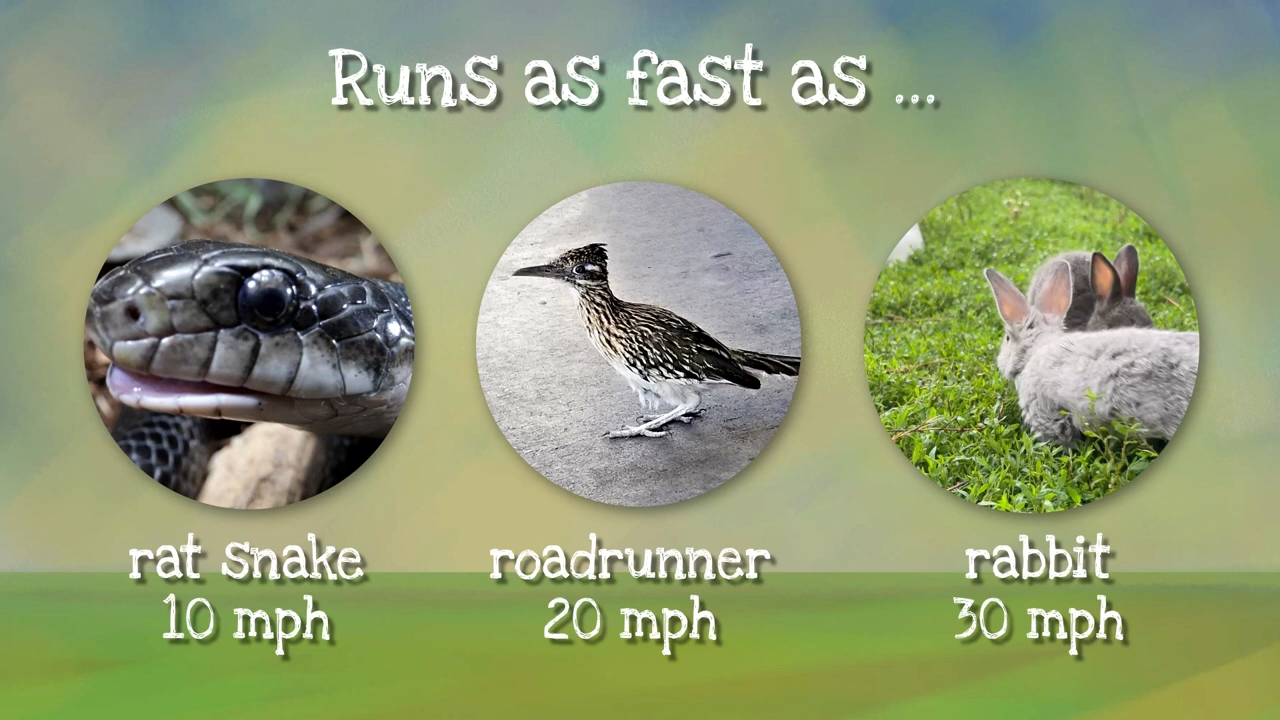 Runs as fast as ...
rat snake
10 mph
roadrunner
20 mph
rabbit
30 mph